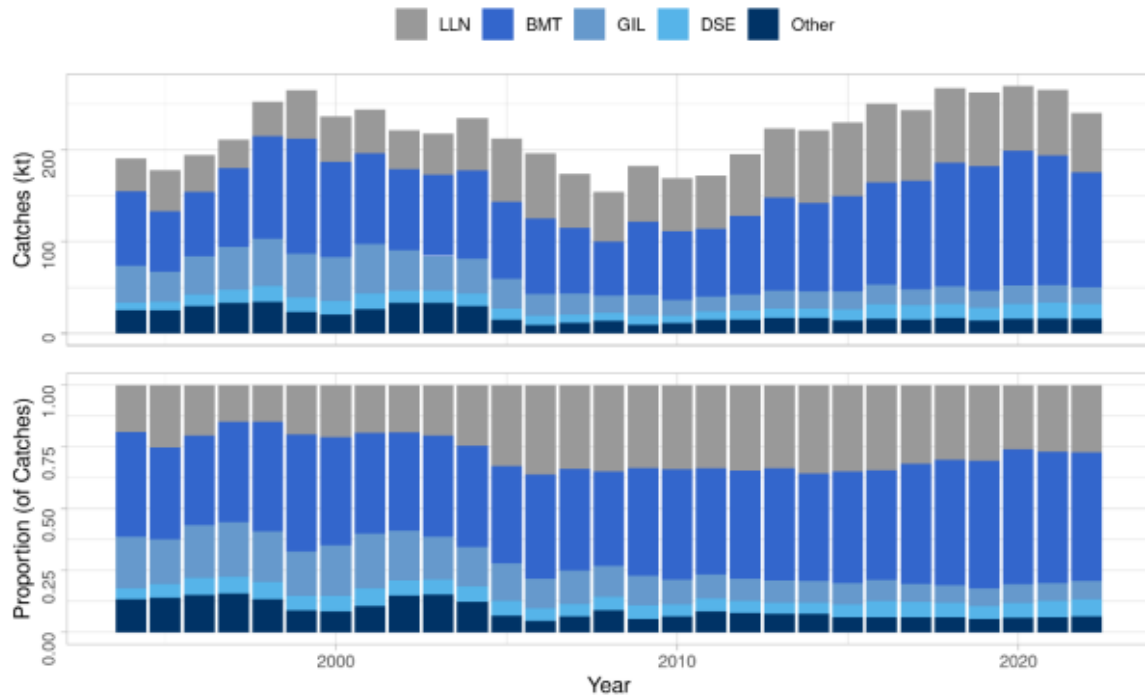 LLN BMT GIL DSE Other
Catches (kt)
200
100
0
Proportion (of Catches)
1.00
0.75
0.50
0.25
0.00
2000 2010 2020
Year